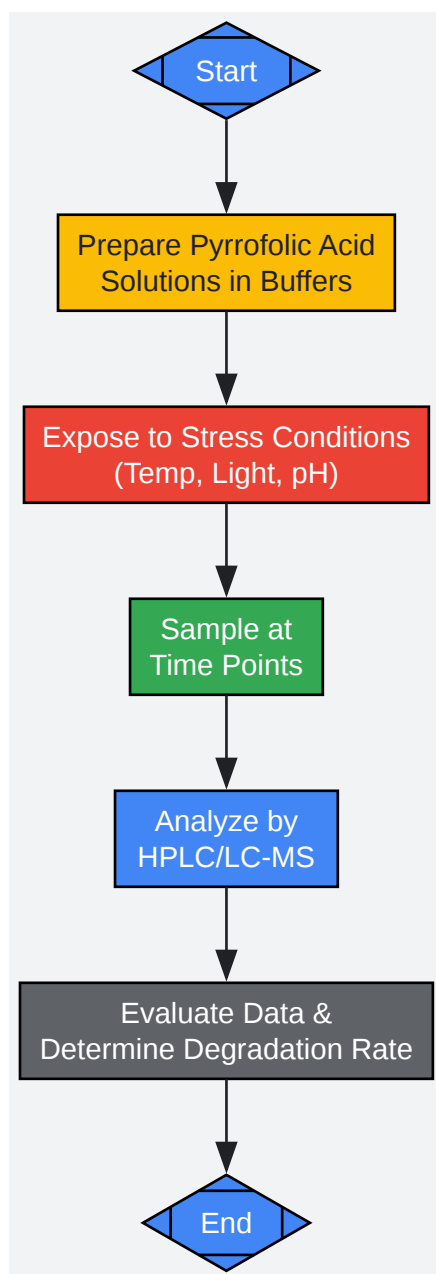 Start
Prepare Pyrrofolic Acid
Solutions in Buffers
Expose to Stress Conditions
(Temp, Light, pH)
Sample at
Time Points
Analyze by
HPLC/LC-MS
Evaluate Data &
Determine Degradation Rate
End